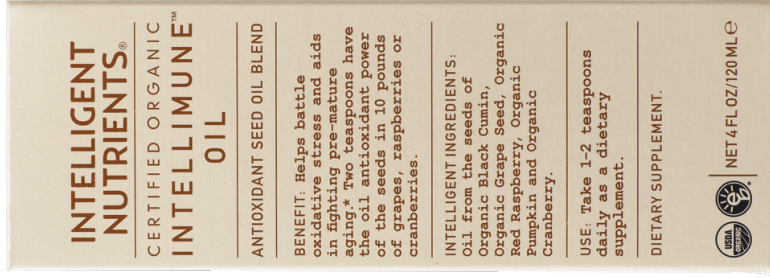 INTELLIGENT
NUTRIENTS®
CERTIFIED ORGANIC
INTELLIMUNE™
OIL
ANTIOXIDANT SEED OIL BLEND
BENEFIT: Helps battle
oxidative stress and aids
in fighting pre-mature
aging.* Two teaspoons have
the oil antioxidant power
of the seeds in 10 pounds
of grapes, raspberries or
cranberries.
INTELLIGENT INGREDIENTS:
Oil from the seeds of
Organic Black Cumin,
Organic Grape Seed, Organic
Red Raspberry, Organic
Pumpkin and Organic
Cranberry.
USE: Take 1-2 teaspoons
daily as a dietary
supplement.
DIETARY SUPPLEMENT.
USDA
ORGANIC
NET 4 FL OZ/120 ML ℮